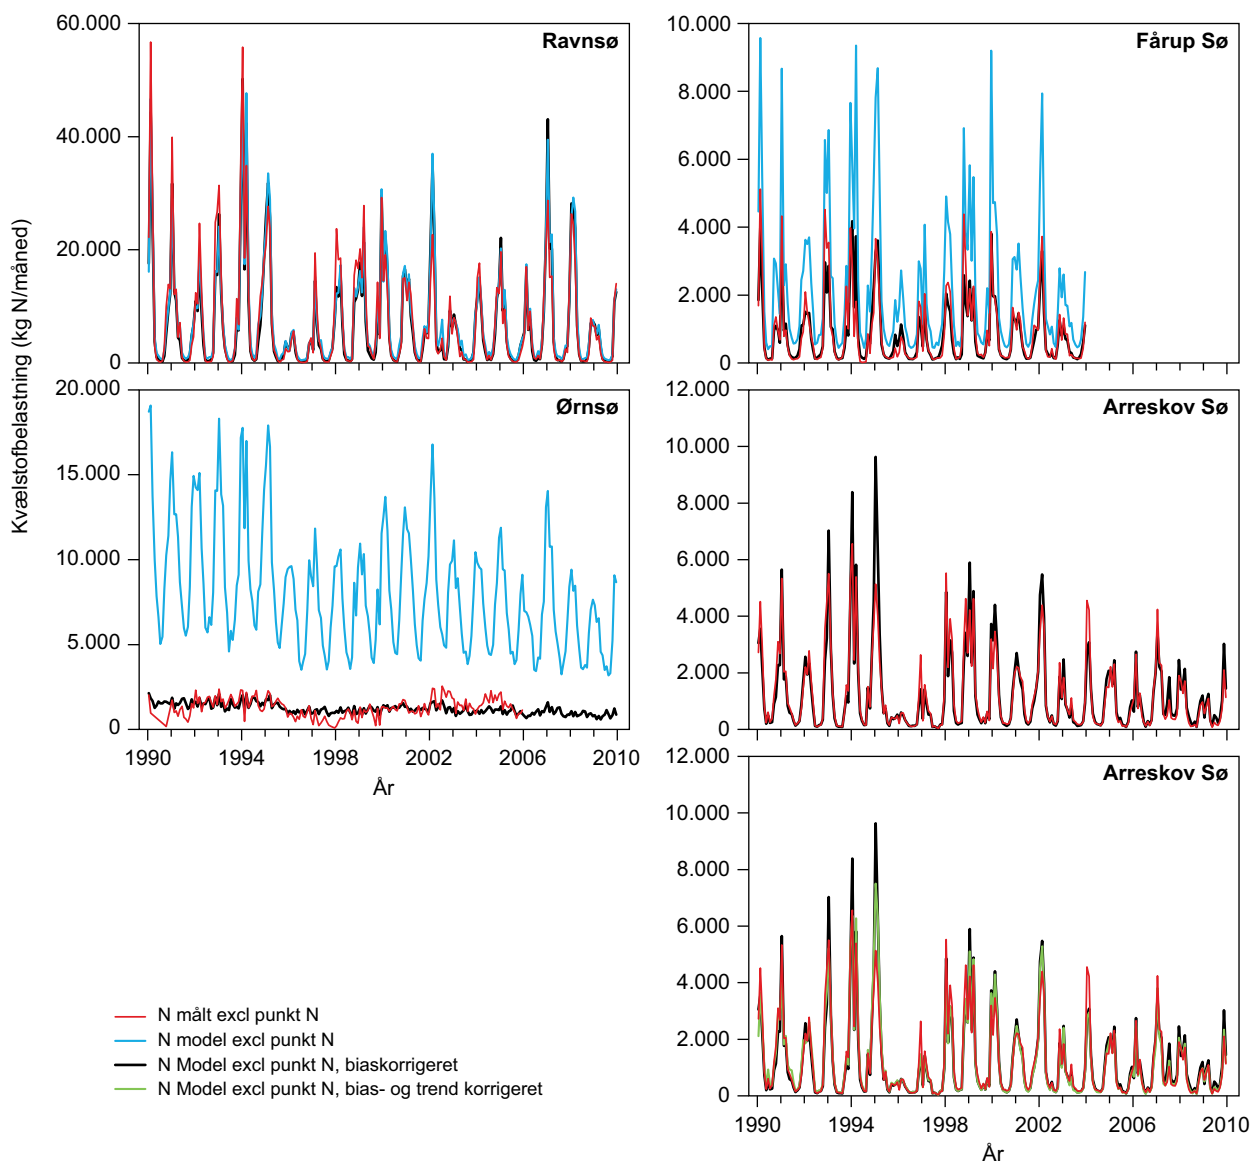 Kvælstofbelastning (kg N/måned)
Ravnsø
60.000
40.000
20.000
0
Fårup Sø
10.000
8.000
6.000
4.000
2.000
0
Ørnsø
20.000
15.000
10.000
5.000
0
1990 1994 1998 2002 2006 2010
År
Arreskov Sø
12.000
10.000
8.000
6.000
4.000
2.000
0
Arreskov Sø
12.000
10.000
8.000
6.000
4.000
2.000
0
1990 1994 1998 2002 2006 2010
År
N målt excl punkt N
N model excl punkt N
N Model excl punkt N, biaskorrigeret
N Model excl punkt N, bias- og trend korrigeret